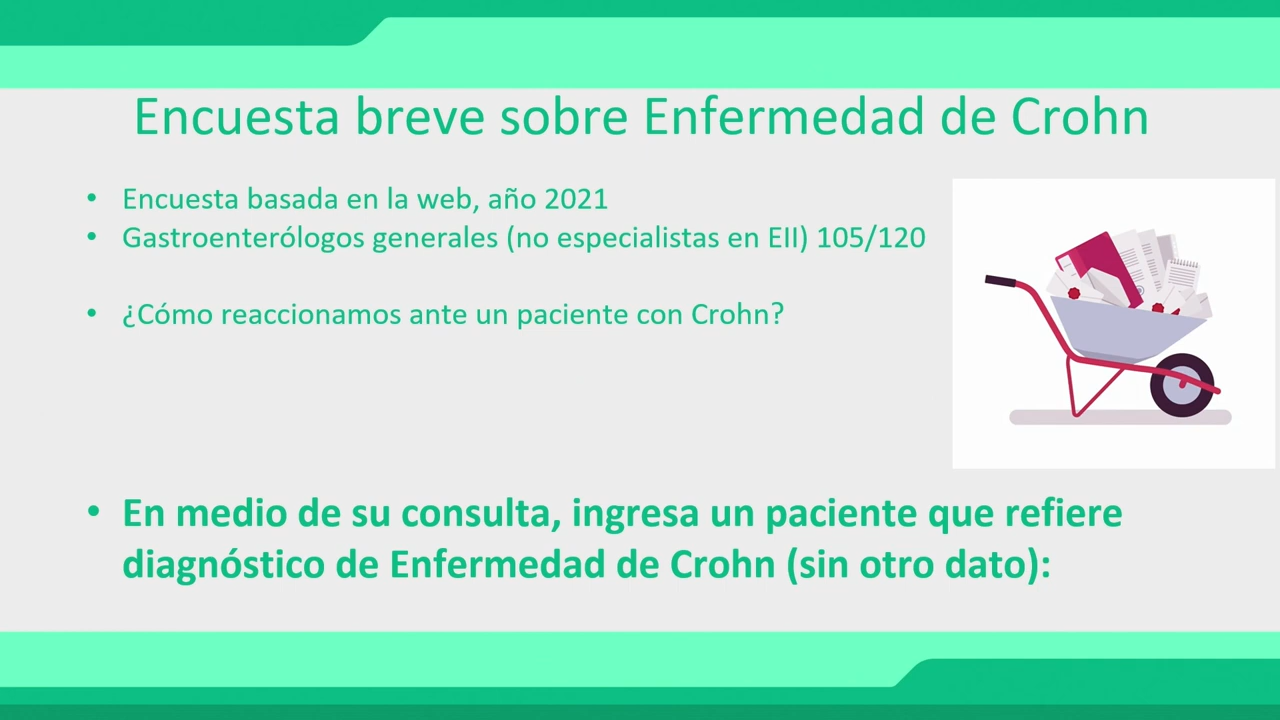 Encuesta breve sobre Enfermedad de Crohn
• Encuesta basada en la web, año 2021
• Gastroenterólogos generales (no especialistas en EII) 105/120
• ¿Cómo reaccionamos ante un paciente con Crohn?
• En medio de su consulta, ingresa un paciente que refiere
diagnóstico de Enfermedad de Crohn (sin otro dato):